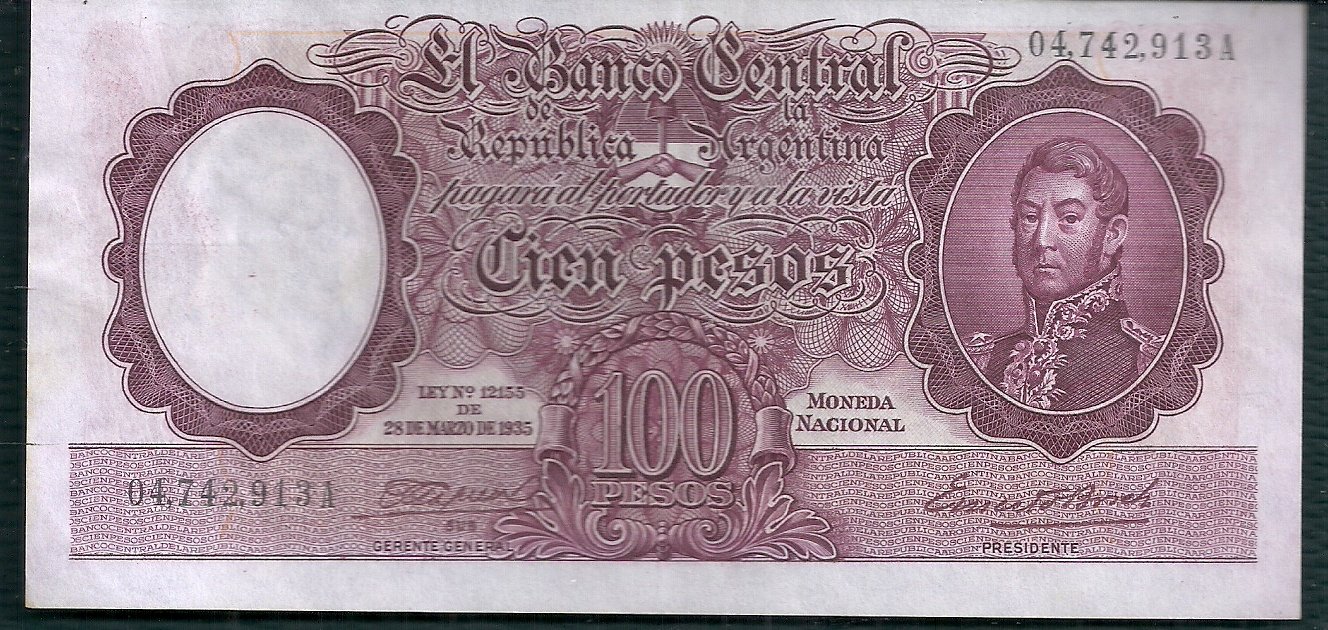 04,742,913A
El Banco Central
de la
República Argentina
pagará al portador y a la vista
Cien pesos
LEY Nº 12155
DE
28 DE MARZO DE 1935
100
PESOS
MONEDA
NACIONAL
04,742,913A
GERENTE GENERAL
PRESIDENTE